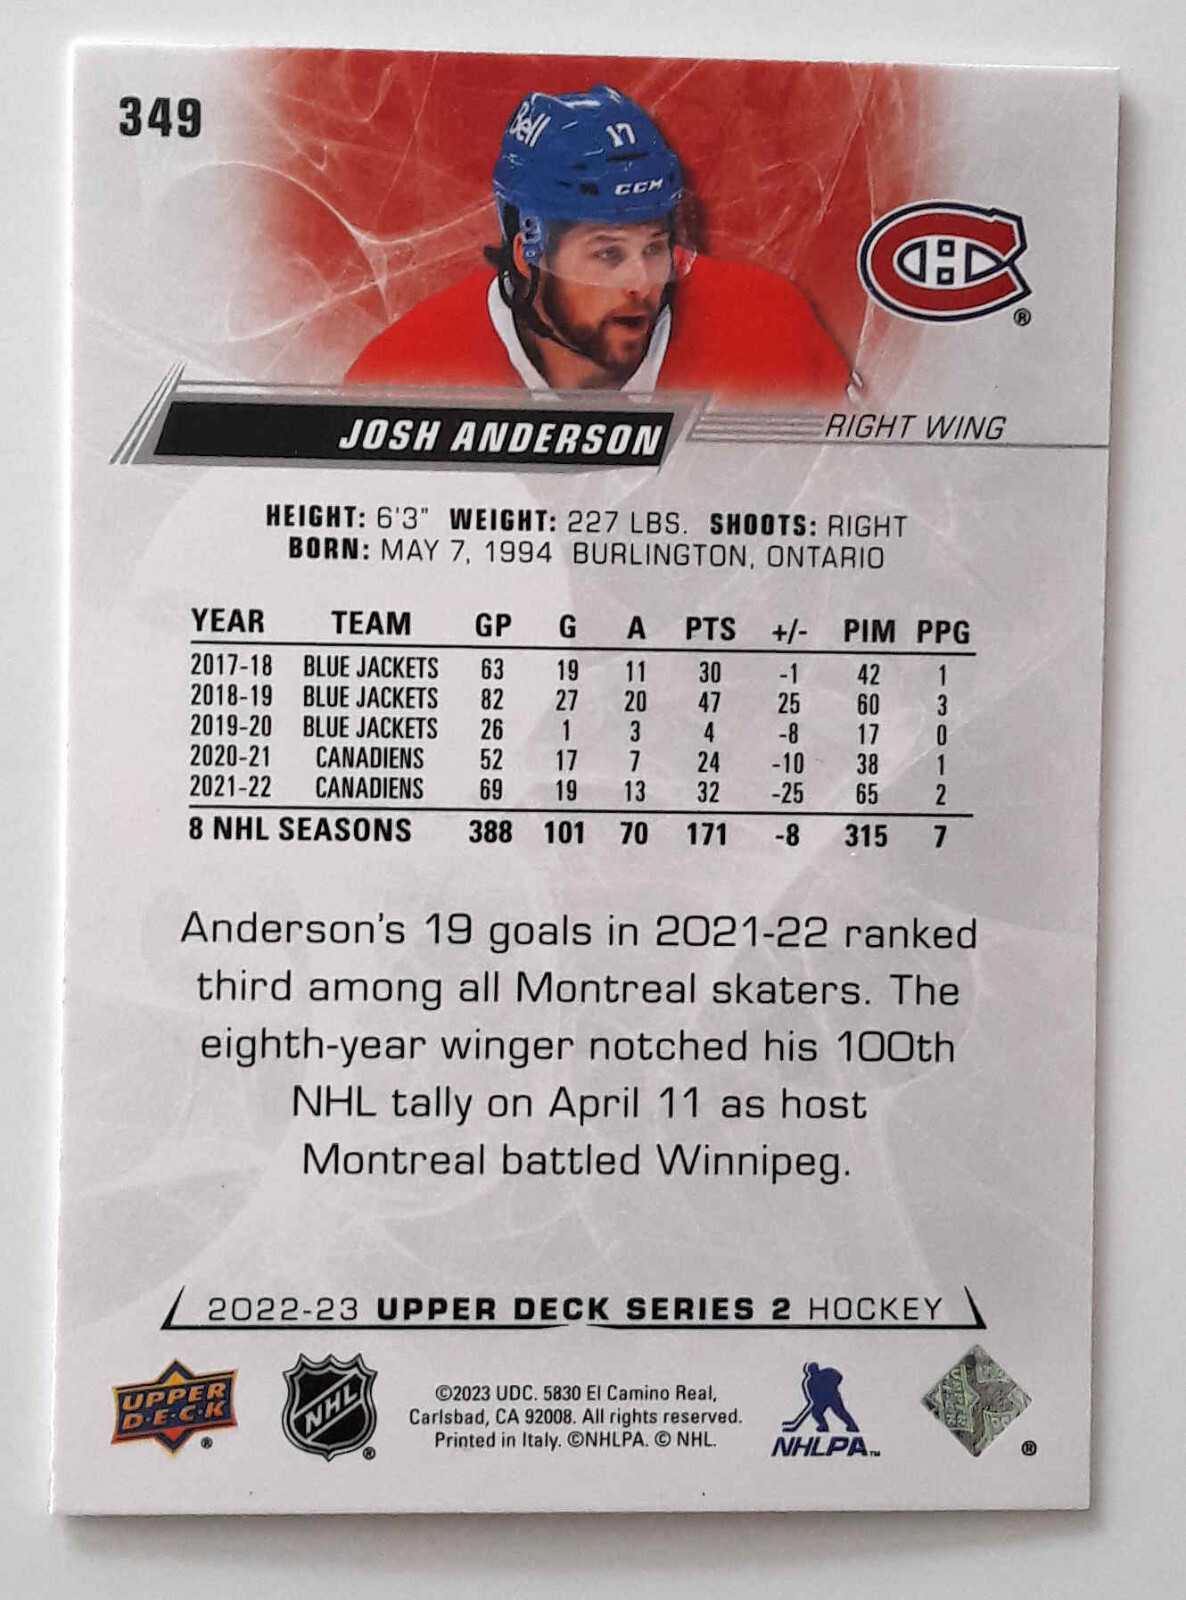 349
Bell
17
CCM
CH
®
JOSH ANDERSON
RIGHT WING
HEIGHT: 6'3" WEIGHT: 227 LBS. SHOOTS: RIGHT
BORN: MAY 7, 1994 BURLINGTON, ONTARIO
YEAR TEAM GP G A PTS +/- PIM PPG
2017-18 BLUE JACKETS 63 19 11 30 -1 42 1
2018-19 BLUE JACKETS 82 27 20 47 25 60 3
2019-20 BLUE JACKETS 26 1 3 4 -8 17 0
2020-21 CANADIENS 52 17 7 24 -10 38 1
2021-22 CANADIENS 69 19 13 32 -25 65 2
8 NHL SEASONS 388 101 70 171 -8 315 7
Anderson's 19 goals in 2021-22 ranked
third among all Montreal skaters. The
eighth-year winger notched his 100th
NHL tally on April 11 as host
Montreal battled Winnipeg.
2022-23 UPPER DECK SERIES 2 HOCKEY
UPPER
D·E·C·K
®
NHL
®
©2023 UDC. 5830 El Camino Real,
Carlsbad, CA 92008. All rights reserved.
Printed in Italy. ©NHLPA. © NHL.
NHLPA™
®